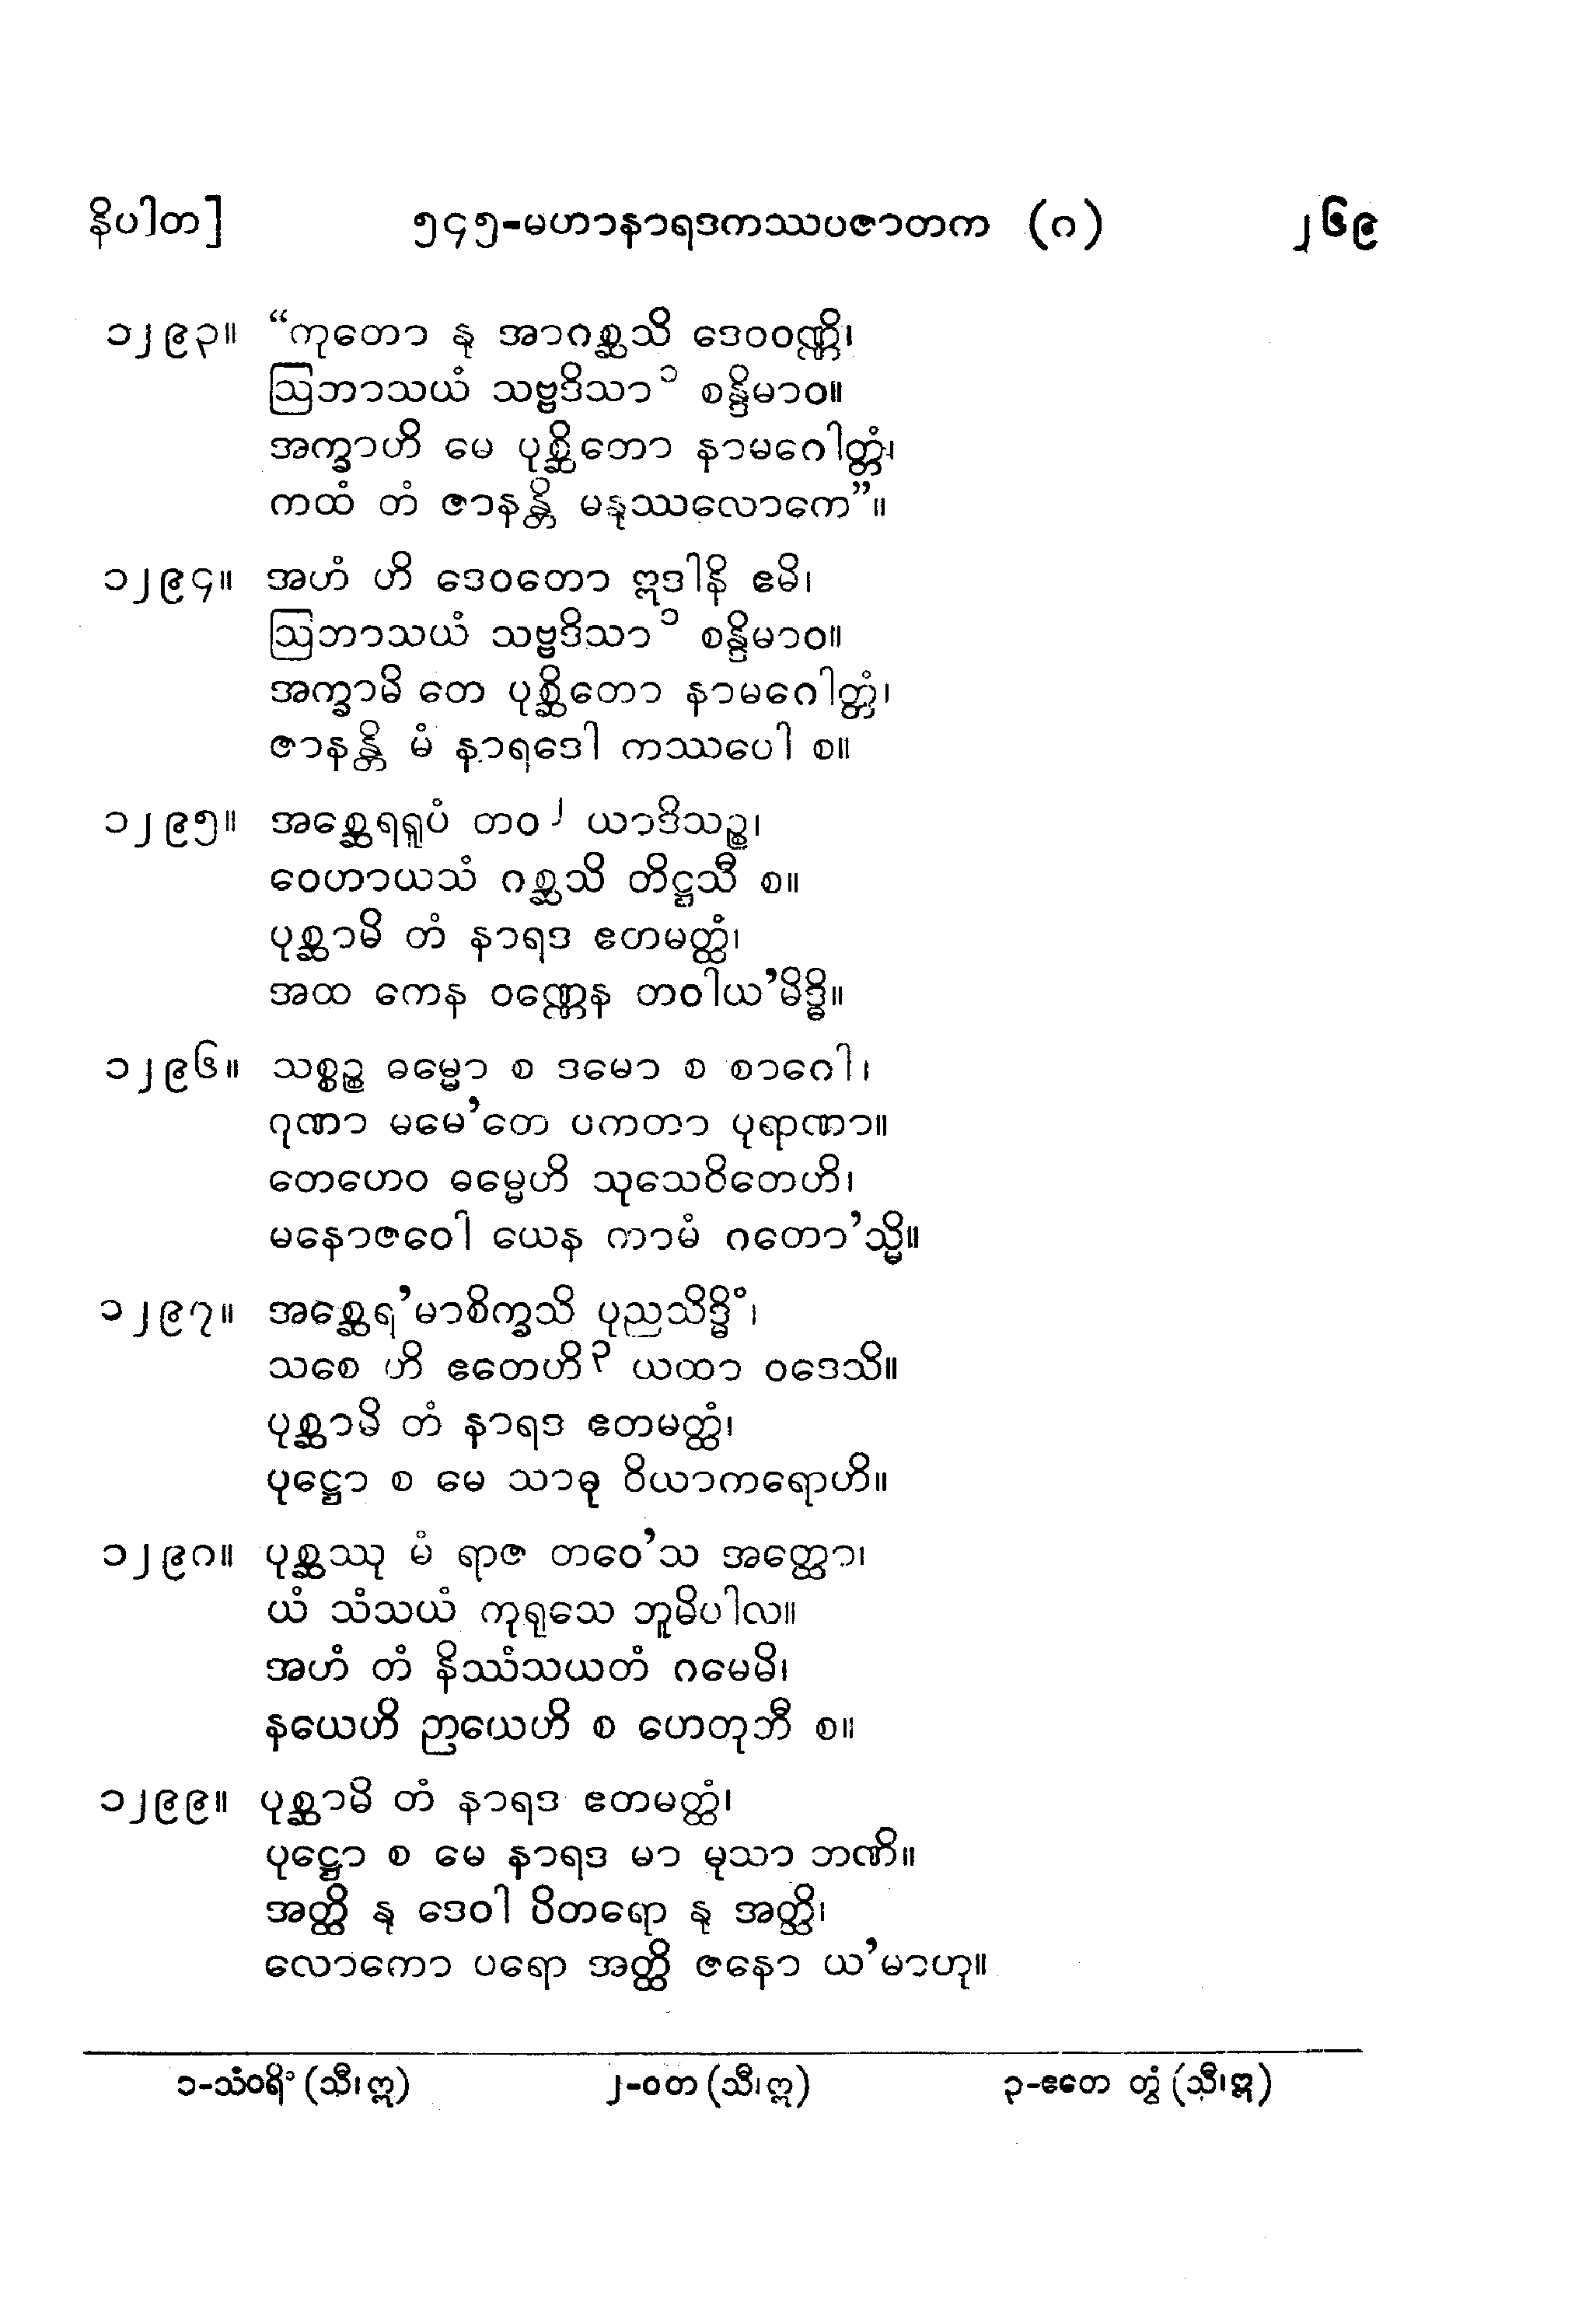 နိပါတ] ၅၄၅-မဟာနာရဒကဿပဇာတက (ဂ) ၂၆၉
၁၂၉၃။ “ကုတော နု အာဂစ္ဆသိ ဒေဝဝဏ္ဏိ၊
ဩဘာသယံ သဗ္ဗဒိသာ ၁ စန္ဒိမာဝ။
အက္ခာဟိ မေ ပုစ္ဆိတော နာမဂေါတ္တံ၊
ကထံ တံ ဇာနန္တိ မနုဿလောကေ”။
၁၂၉၄။ အဟံ ဟိ ဒေဝတော ဣဒါနိ ဧမိ၊
ဩဘာသယံ သဗ္ဗဒိသာ ၁ စန္ဒိမာဝ။
အက္ခာမိ တေ ပုစ္ဆိတော နာမဂေါတ္တံ၊
ဇာနန္တိ မံ နာရဒေါ ကဿပေါ စ။
၁၂၉၅။ အစ္ဆေရရူပံ တဝ ၂ ယာဒိသဉ္စ၊
ဝေဟာယသံ ဂစ္ဆသိ တိဋ္ဌသီ စ။
ပုစ္ဆာမိ တံ နာရဒ ဧတမတ္ထံ၊
အထ ကေန ဝဏ္ဏေန တဝါယ’မိဒ္ဓိ။
၁၂၉၆။ သစ္စဉ္စ ဓမ္မော စ ဒမော စ စာဂေါ၊
ဂုဏာ မမေ’တေ ပကတာ ပုရာဏာ။
တေဟေဝ ဓမ္မေဟိ သုသေဝိတေဟိ၊
မနောဇဝေါ ယေန ကာမံ ဂတော’သ္မိ။
၁၂၉၇။ အစ္ဆေရ’မာစိက္ခသိ ပုညသိဒ္ဓိံ၊
သစေ ဟိ ဧတေဟိ ၃ ယထာ ဝဒေသိ။
ပုစ္ဆာမိ တံ နာရဒ ဧတမတ္ထံ၊
ပုဋ္ဌော စ မေ သာဓု ဝိယာကရောဟိ။
၁၂၉၈။ ပုစ္ဆဿု မံ ရာဇ တဝေ’သ အတ္ထော၊
ယံ သံသယံ ကုရုသေ ဘူမိပါလ။
အဟံ တံ နိဿံသယတံ ဂမေမိ၊
နယေဟိ ဉာယေဟိ စ ဟေတုဘီ စ။
၁၂၉၉။ ပုစ္ဆာမိ တံ နာရဒ ဧတမတ္ထံ၊
ပုဋ္ဌော စ မေ နာရဒ မာ မုသာ ဘဏိ။
အတ္ထိ နု ဒေဝါ ပိတရော နု အတ္ထိ၊
လောကော ပရော အတ္ထိ ဇနော ယ’မာဟု။
၁-သံဝရိံ (သီ၊ဣ) ၂-ဝတ (သီ၊ဣ) ၃-ဧတေ တွံ (သီ၊ဣ)